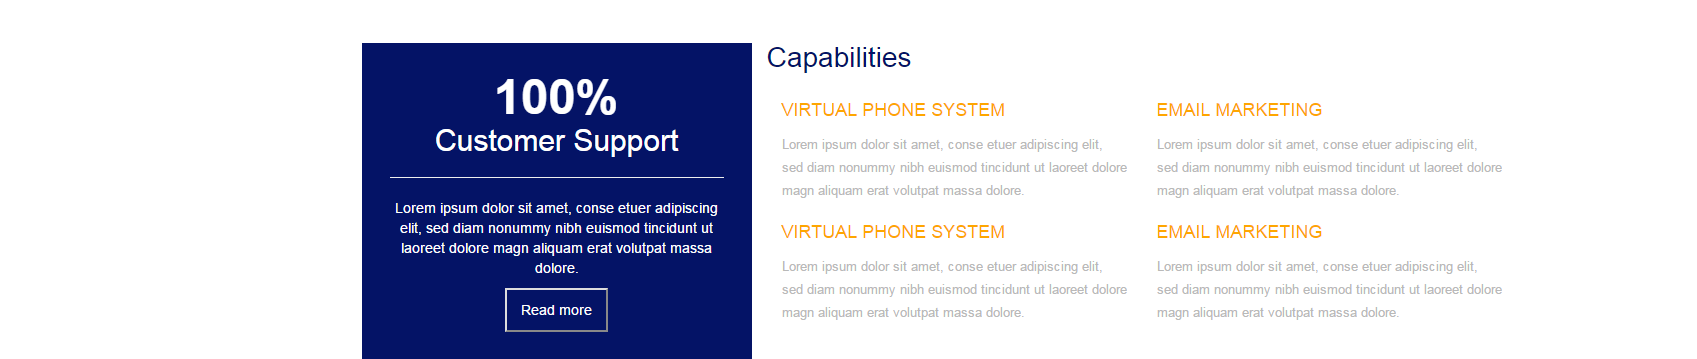 100%
Customer Support
Lorem ipsum dolor sit amet, conse etuer adipiscing
elit, sed diam nonummy nibh euismod tincidunt ut
laoreet dolore magn aliquam erat volutpat massa
dolore.
Read more
Capabilities
VIRTUAL PHONE SYSTEM
Lorem ipsum dolor sit amet, conse etuer adipiscing elit,
sed diam nonummy nibh euismod tincidunt ut laoreet dolore
magn aliquam erat volutpat massa dolore.
EMAIL MARKETING
Lorem ipsum dolor sit amet, conse etuer adipiscing elit,
sed diam nonummy nibh euismod tincidunt ut laoreet dolore
magn aliquam erat volutpat massa dolore.
VIRTUAL PHONE SYSTEM
Lorem ipsum dolor sit amet, conse etuer adipiscing elit,
sed diam nonummy nibh euismod tincidunt ut laoreet dolore
magn aliquam erat volutpat massa dolore.
EMAIL MARKETING
Lorem ipsum dolor sit amet, conse etuer adipiscing elit,
sed diam nonummy nibh euismod tincidunt ut laoreet dolore
magn aliquam erat volutpat massa dolore.